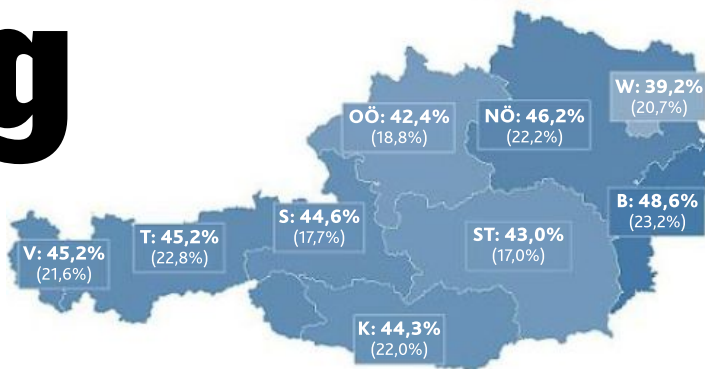 g
W: 39,2%
(20,7%)
OÖ: 42,4%
(18,8%)
NÖ: 46,2%
(22,2%)
B: 48,6%
(23,2%)
S: 44,6%
(17,7%)
T: 45,2%
(22,8%)
ST: 43,0%
(17,0%)
V: 45,2%
(21,6%)
K: 44,3%
(22,0%)